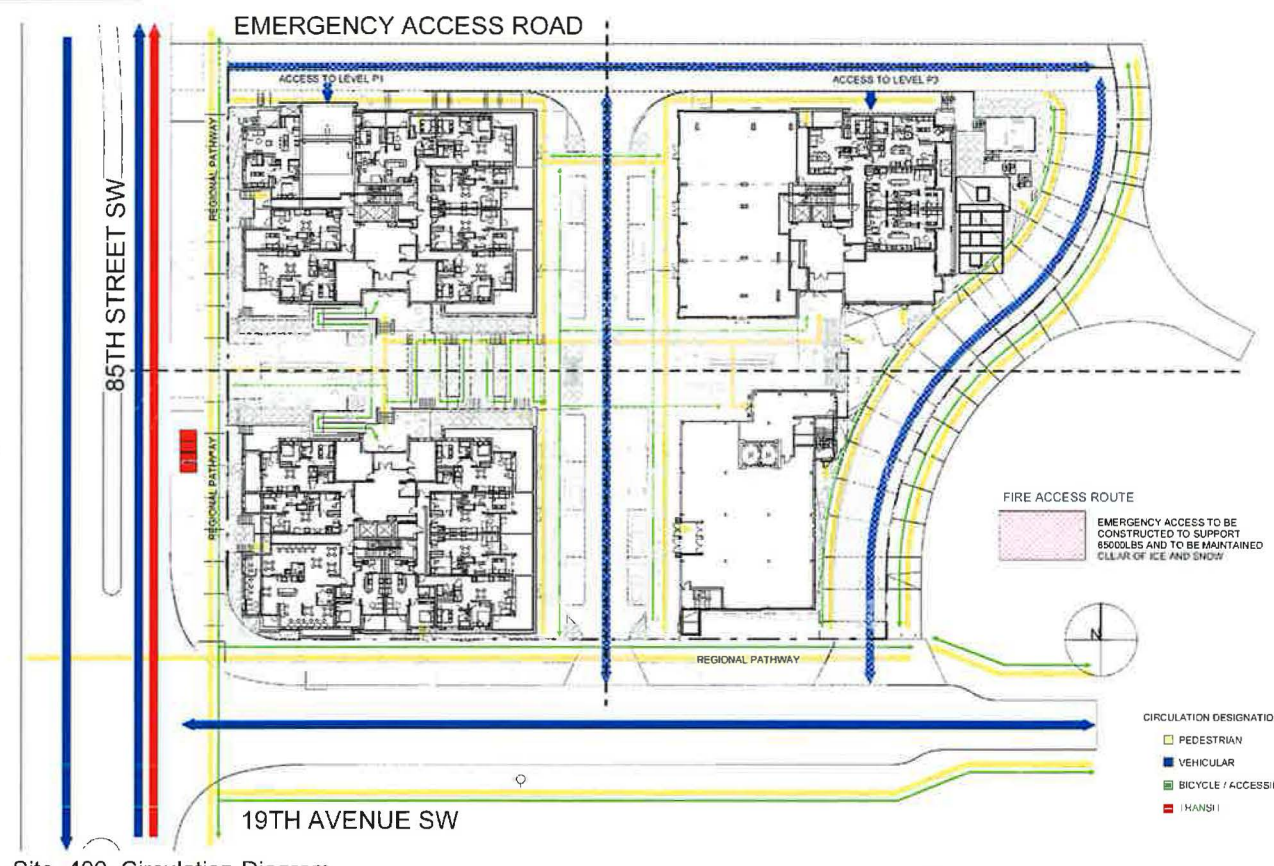 EMERGENCY ACCESS ROAD
ACCESS TO LEVEL P1
ACCESS TO LEVEL P3
REGIONAL PATHWAY
85TH STREET SW
REGIONAL PATHWAY
FIRE ACCESS ROUTE
EMERGENCY ACCESS TO BE
CONSTRUCTED TO SUPPORT
65000LBS AND TO BE MAINTAINED
CLEAR OF ICE AND SNOW
N
REGIONAL PATHWAY
CIRCULATION DESIGNATIO
PEDESTRIAN
VEHICULAR
BICYCLE / ACCESSI
TRANSIT
19TH AVENUE SW
Site 400 Circulation Diagram